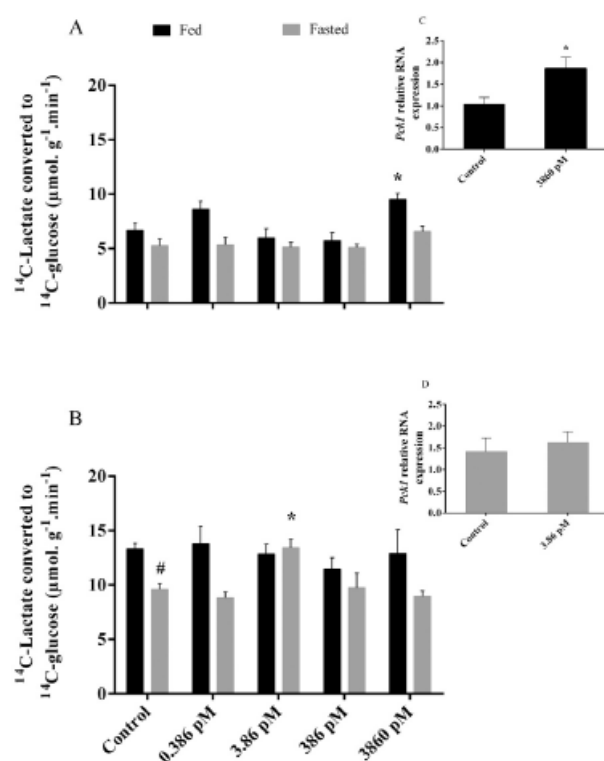 A
Fed
Fasted
20
15
10
5
0
¹⁴C-Lactate converted to
¹⁴C-glucose (µmol. g⁻¹.min⁻¹)
*
C
2.5
2.0
1.5
1.0
0.5
0.0
Pck1 relative RNA
expression
*
Control
3860 pM
B
20
15
10
5
0
¹⁴C-Lactate converted to
¹⁴C-glucose (µmol. g⁻¹.min⁻¹)
#
*
Control
0.386 pM
3.86 pM
386 pM
3860 pM
D
2.5
2.0
1.5
1.0
0.5
0.0
Pck1 relative RNA
expression
Control
3.86 pM